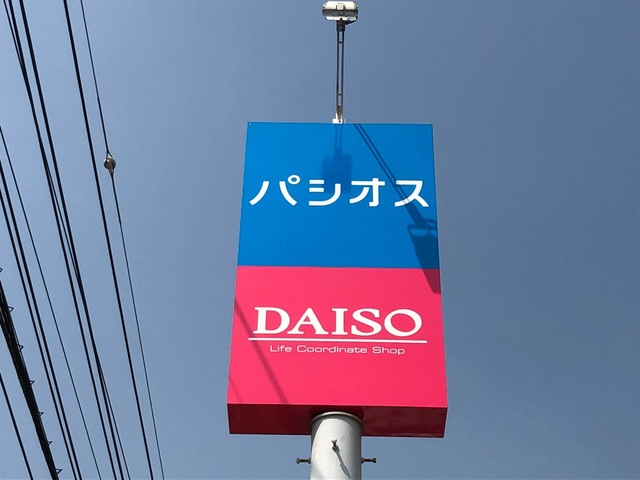 パシオス
DAISO
Life Coordinate Shop